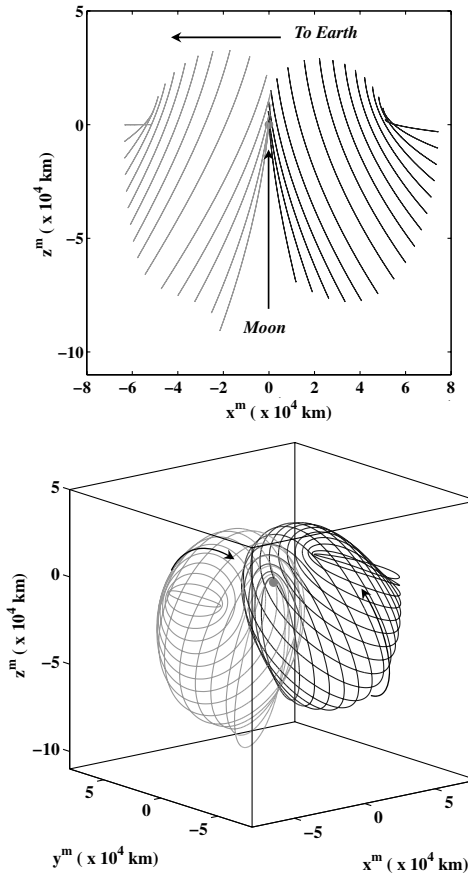 5
To Earth
0
z^m ( x 10^4 km)
−5
Moon
−10
−8 −6 −4 −2 0 2 4 6 8
x^m ( x 10^4 km)
5
0
z^m ( x 10^4 km)
−5
−10
5 0 −5
−5 0 5
y^m ( x 10^4 km)
x^m ( x 10^4 km)